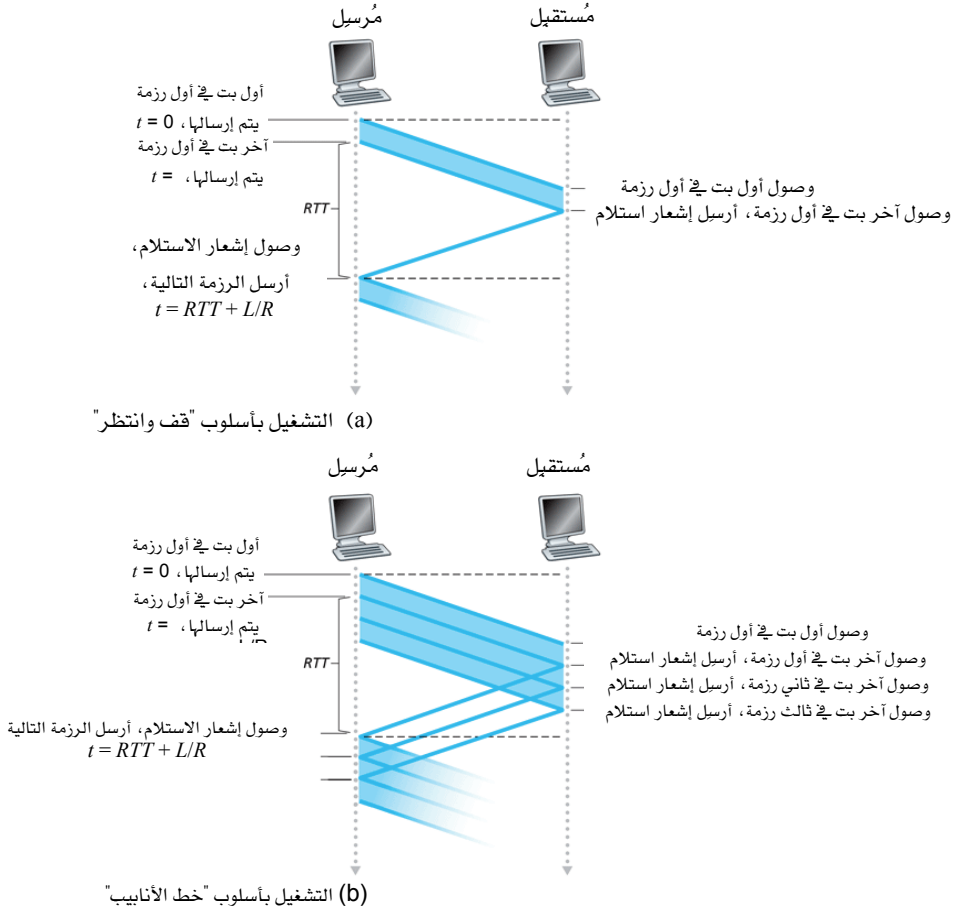 مُرسِل
مُستقبِل
أول بت في أول رزمة
يتم إرسالها، t = 0
آخر بت في أول رزمة
يتم إرسالها، t =
RTT
وصول أول بت في أول رزمة
وصول آخر بت في أول رزمة، أرسِل إشعار استلام
وصول إشعار الاستلام،
أرسل الرزمة التالية،
t = RTT + L/R
(a) التشغيل بأسلوب "قف وانتظر"
مُرسِل
مُستقبِل
أول بت في أول رزمة
يتم إرسالها، t = 0
آخر بت في أول رزمة
يتم إرسالها، t =
RTT
وصول أول بت في أول رزمة
وصول آخر بت في أول رزمة، أرسِل إشعار استلام
وصول آخر بت في ثاني رزمة، أرسِل إشعار استلام
وصول آخر بت في ثالث رزمة، أرسِل إشعار استلام
وصول إشعار الاستلام، أرسل الرزمة التالية
t = RTT + L/R
(b) التشغيل بأسلوب "خط الأنابيب"